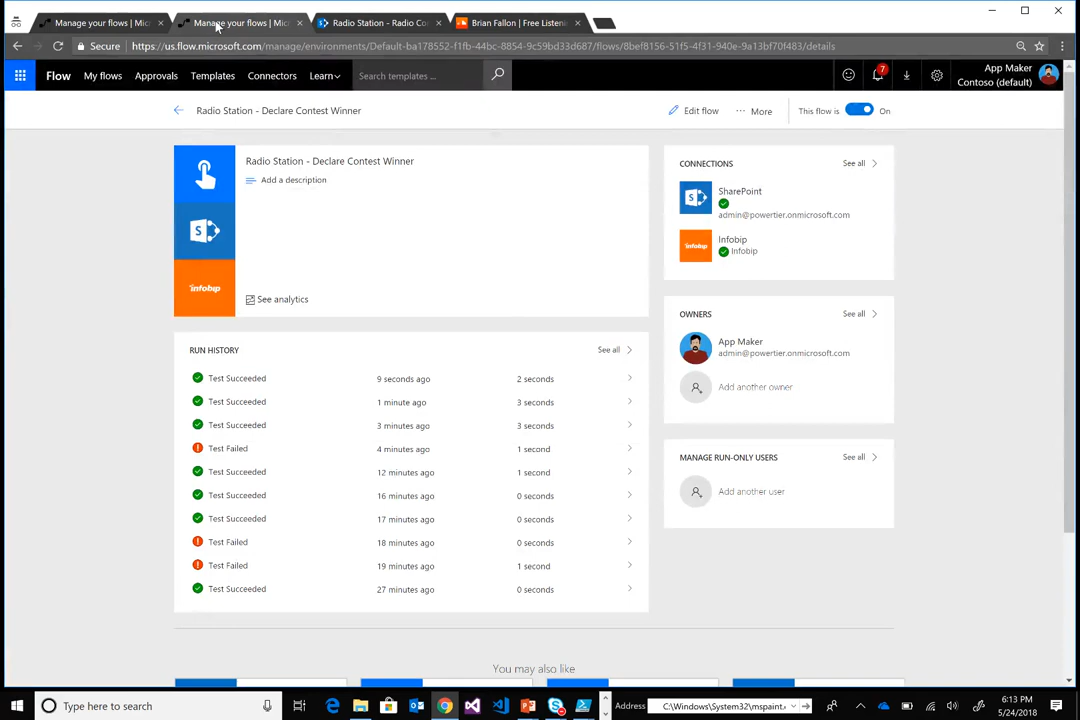 Manage your flows | Micr
Manage your flows | Micr
Radio Station - Radio Co
Brian Fallon | Free Listeni
Secure
https://us.flow.microsoft.com/manage/environments/Default-ba178552-f1fb-44bc-8854-9c59bd33d687/flows/8bef8156-51f5-4f31-940e-9a13bf70f483/details
Flow
My flows
Approvals
Templates
Connectors
Learn
Search templates ...
7
App Maker
Contoso (default)
Radio Station - Declare Contest Winner
Edit flow
More
This flow is
On
Radio Station - Declare Contest Winner
Add a description
S
infobip
See analytics
CONNECTIONS
See all
S
SharePoint
admin@powertier.onmicrosoft.com
infobip
Infobip
Infobip
OWNERS
See all
App Maker
admin@powertier.onmicrosoft.com
Add another owner
MANAGE RUN-ONLY USERS
See all
Add another user
RUN HISTORY
See all
Test Succeeded 9 seconds ago 2 seconds
Test Succeeded 1 minute ago 3 seconds
Test Succeeded 3 minutes ago 3 seconds
Test Failed 4 minutes ago 1 second
Test Succeeded 12 minutes ago 1 second
Test Succeeded 16 minutes ago 0 seconds
Test Succeeded 17 minutes ago 0 seconds
Test Failed 18 minutes ago 0 seconds
Test Failed 19 minutes ago 1 second
Test Succeeded 27 minutes ago 0 seconds
You may also like
Type here to search
Address
C:\Windows\System32\mspaint.
6:13 PM
5/24/2018